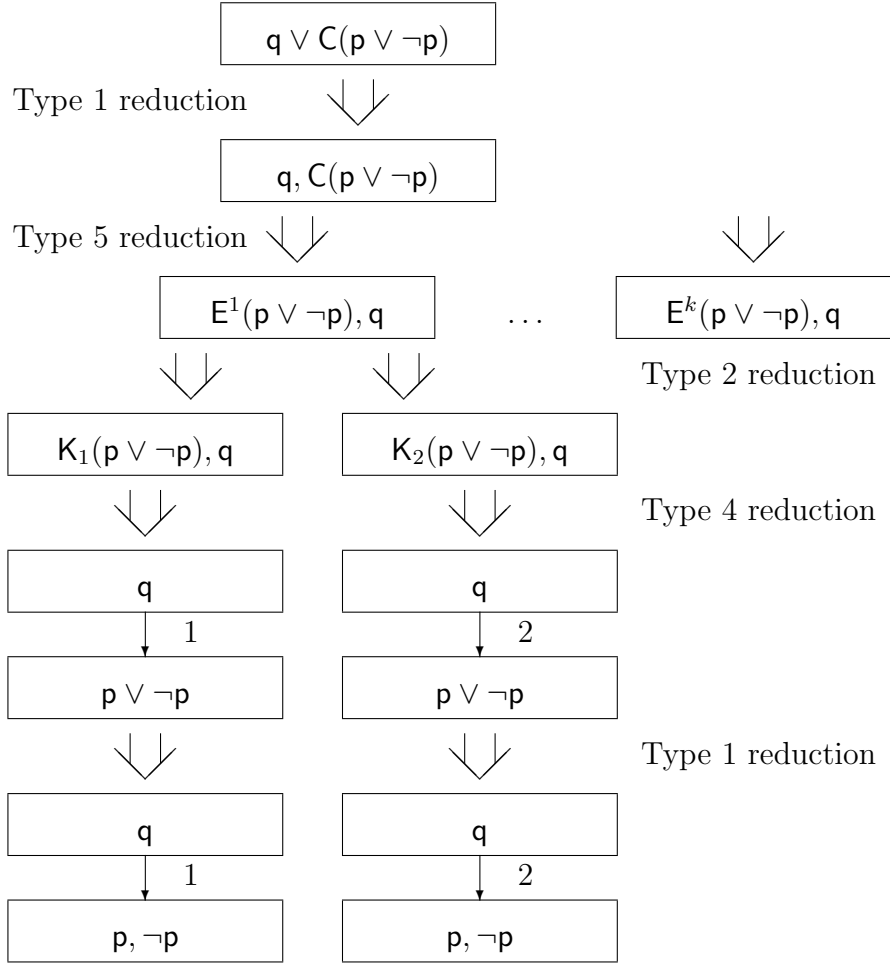 q ∨ C(p ∨ ¬p)
Type 1 reduction
q, C(p ∨ ¬p)
Type 5 reduction
E¹(p ∨ ¬p), q ... Eᵏ(p ∨ ¬p), q
Type 2 reduction
K₁(p ∨ ¬p), q K₂(p ∨ ¬p), q
Type 4 reduction
q q
1 2
p ∨ ¬p p ∨ ¬p
Type 1 reduction
q q
1 2
p, ¬p p, ¬p